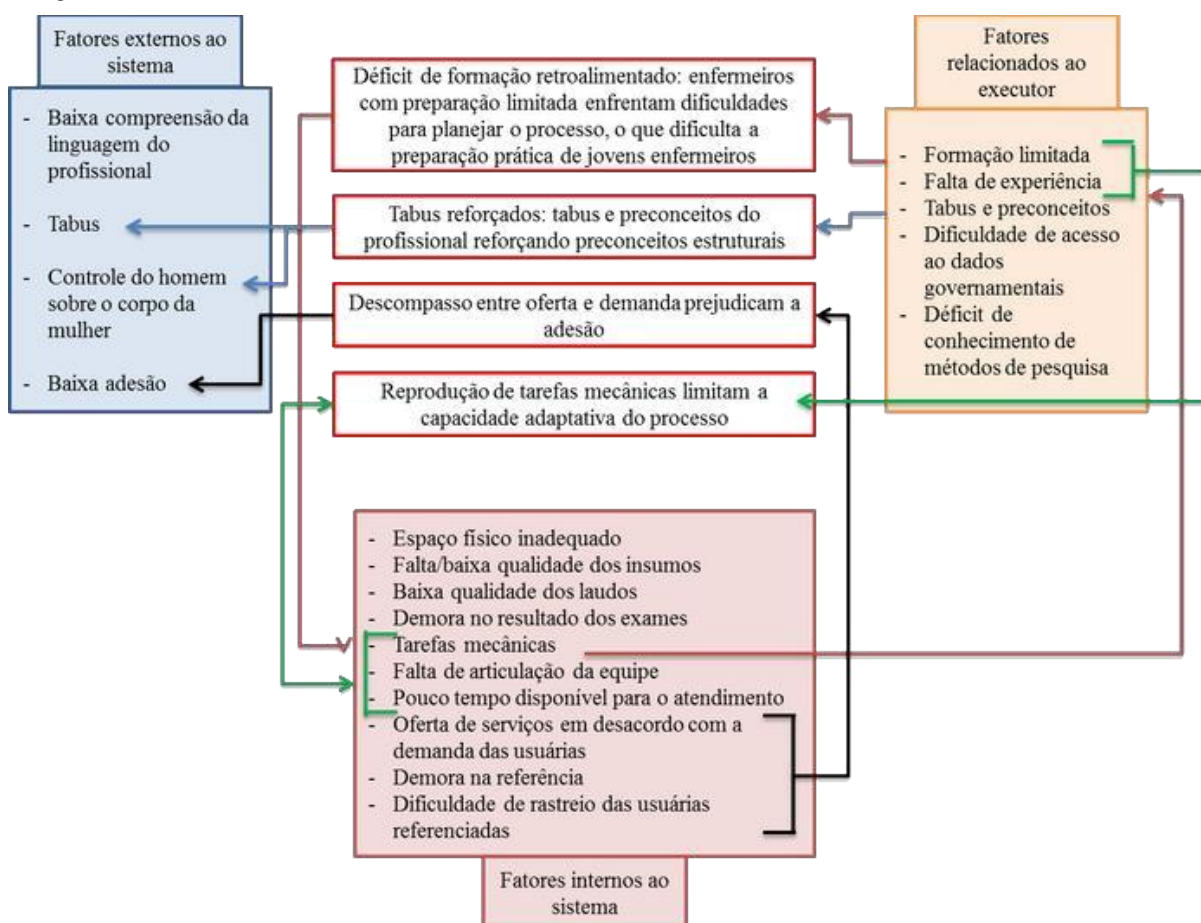 Fatores externos ao
sistema
- Baixa compreensão da
linguagem do
profissional
- Tabus
- Controle do homem
sobre o corpo da
mulher
- Baixa adesão
Déficit de formação retroalimentado: enfermeiros
com preparação limitada enfrentam dificuldades
para planejar o processo, o que dificulta a
preparação prática de jovens enfermeiros
Tabus reforçados: tabus e preconceitos do
profissional reforçando preconceitos estruturais
Descompasso entre oferta e demanda prejudicam a
adesão
Reprodução de tarefas mecânicas limitam a
capacidade adaptativa do processo
Fatores
relacionados ao
executor
- Formação limitada
- Falta de experiência
- Tabus e preconceitos
- Dificuldade de acesso
ao dados
governamentais
- Déficit de
conhecimento de
métodos de pesquisa
- Espaço físico inadequado
- Falta/baixa qualidade dos insumos
- Baixa qualidade dos laudos
- Demora no resultado dos exames
- Tarefas mecânicas
- Falta de articulação da equipe
- Pouco tempo disponível para o atendimento
- Oferta de serviços em desacordo com a
demanda das usuárias
- Demora na referência
- Dificuldade de rastreio das usuárias
referenciadas
Fatores internos ao
sistema